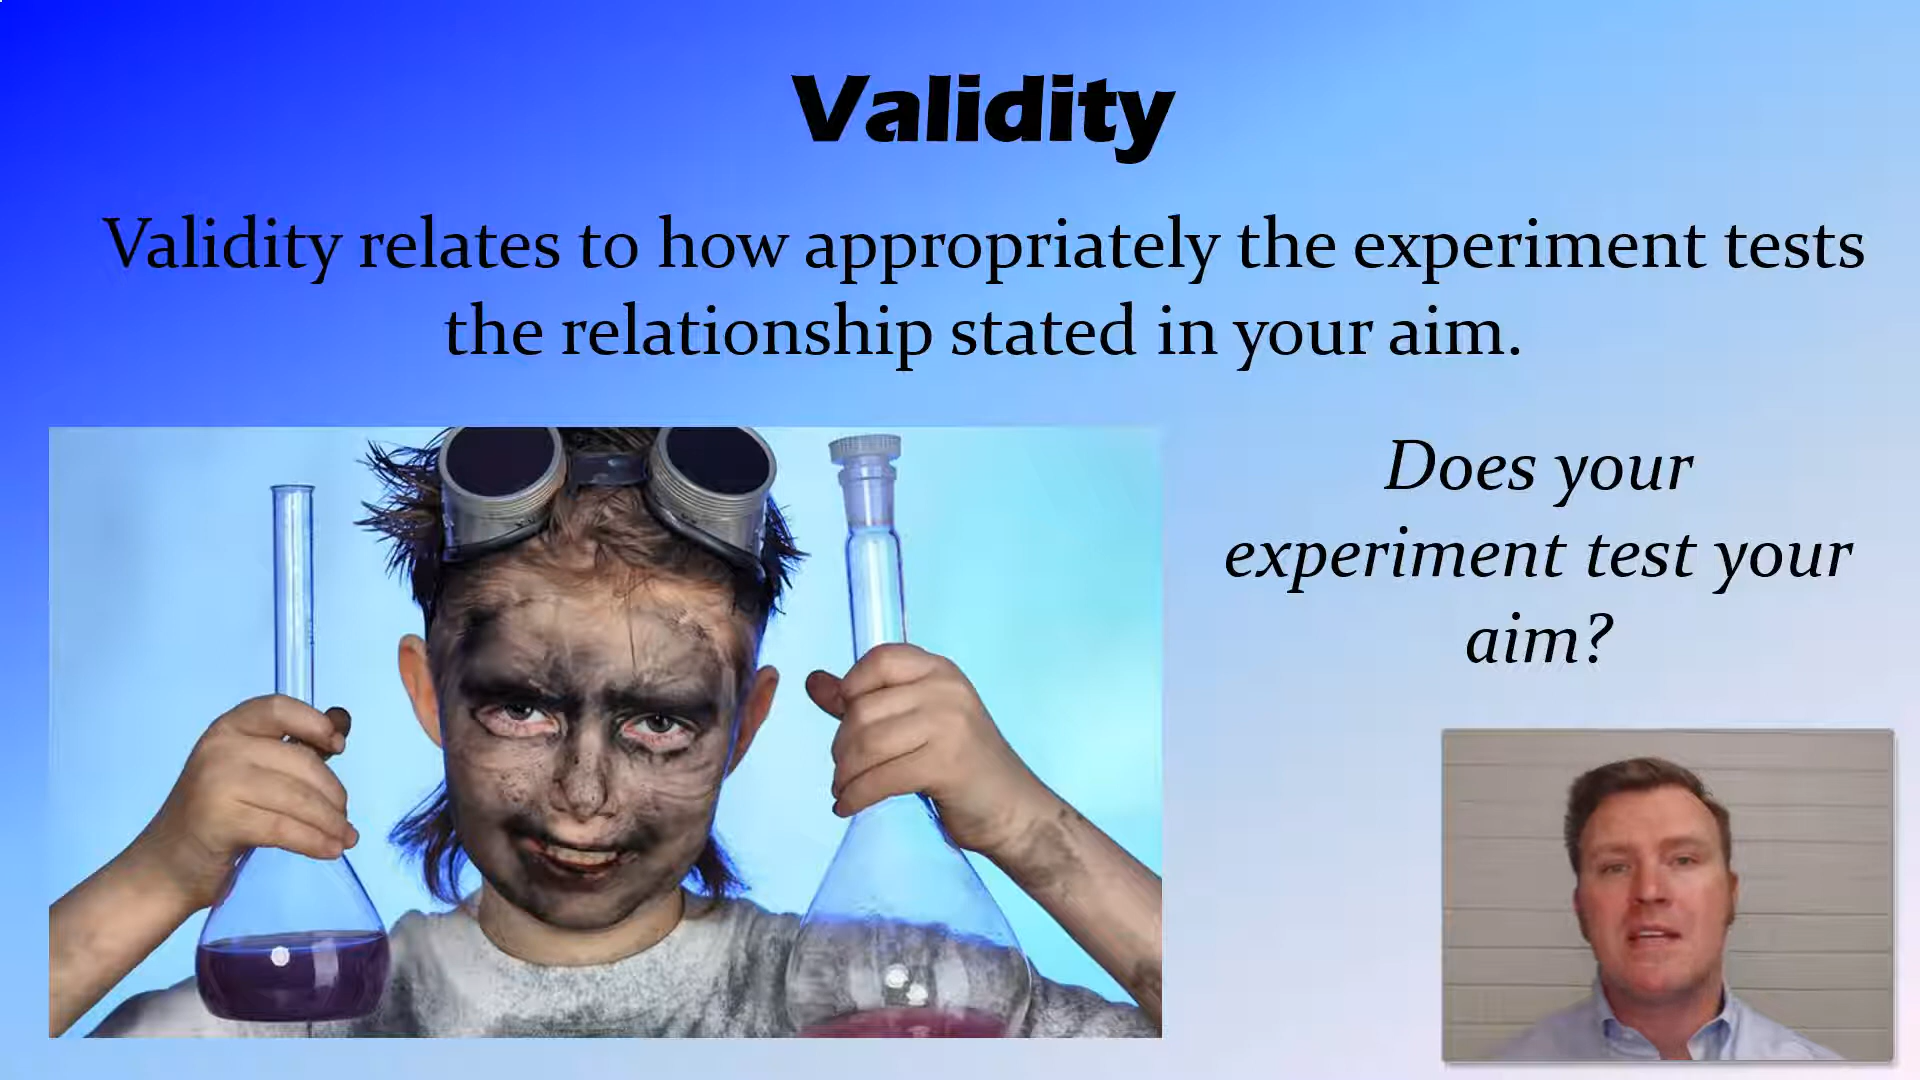 Validity
Validity relates to how appropriately the experiment tests
the relationship stated in your aim.
Does your
experiment test your
aim?